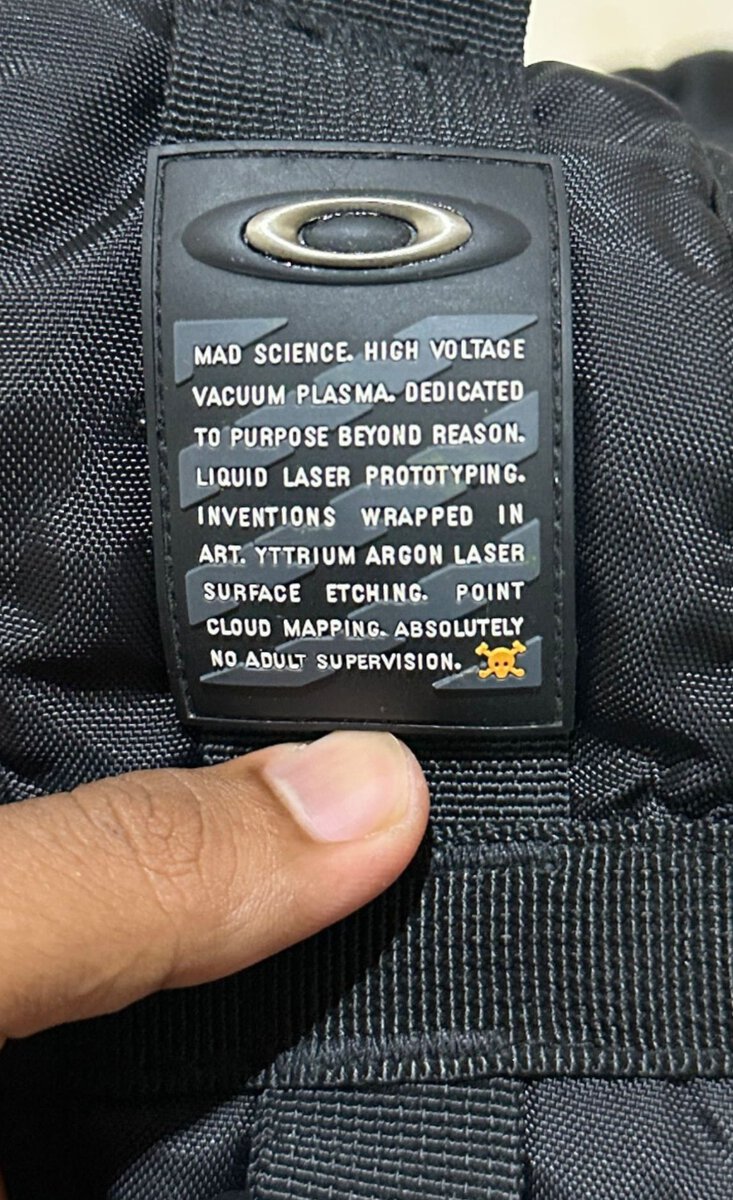 MAD SCIENCE. HIGH VOLTAGE
VACUUM PLASMA. DEDICATED
TO PURPOSE BEYOND REASON.
LIQUID LASER PROTOTYPING.
INVENTIONS WRAPPED IN
ART. YTTRIUM ARGON LASER
SURFACE ETCHING. POINT
CLOUD MAPPING. ABSOLUTELY
NO ADULT SUPERVISION.